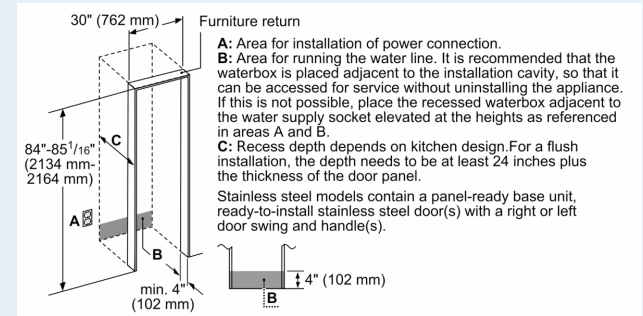 30" (762 mm)
Furniture return
A: Area for installation of power connection.
B: Area for running the water line. It is recommended that the
waterbox is placed adjacent to the installation cavity, so that it
can be accessed for service without uninstalling the appliance.
If this is not possible, place the recessed waterbox adjacent to
the water supply socket elevated at the heights as referenced
in areas A and B.
C: Recess depth depends on kitchen design.For a flush
installation, the depth needs to be at least 24 inches plus
the thickness of the door panel.
Stainless steel models contain a panel-ready base unit,
ready-to-install stainless steel door(s) with a right or left
door swing and handle(s).
C
84"-85 1/16"
(2134 mm-
2164 mm)
A
B
min. 4"
(102 mm)
4" (102 mm)
B